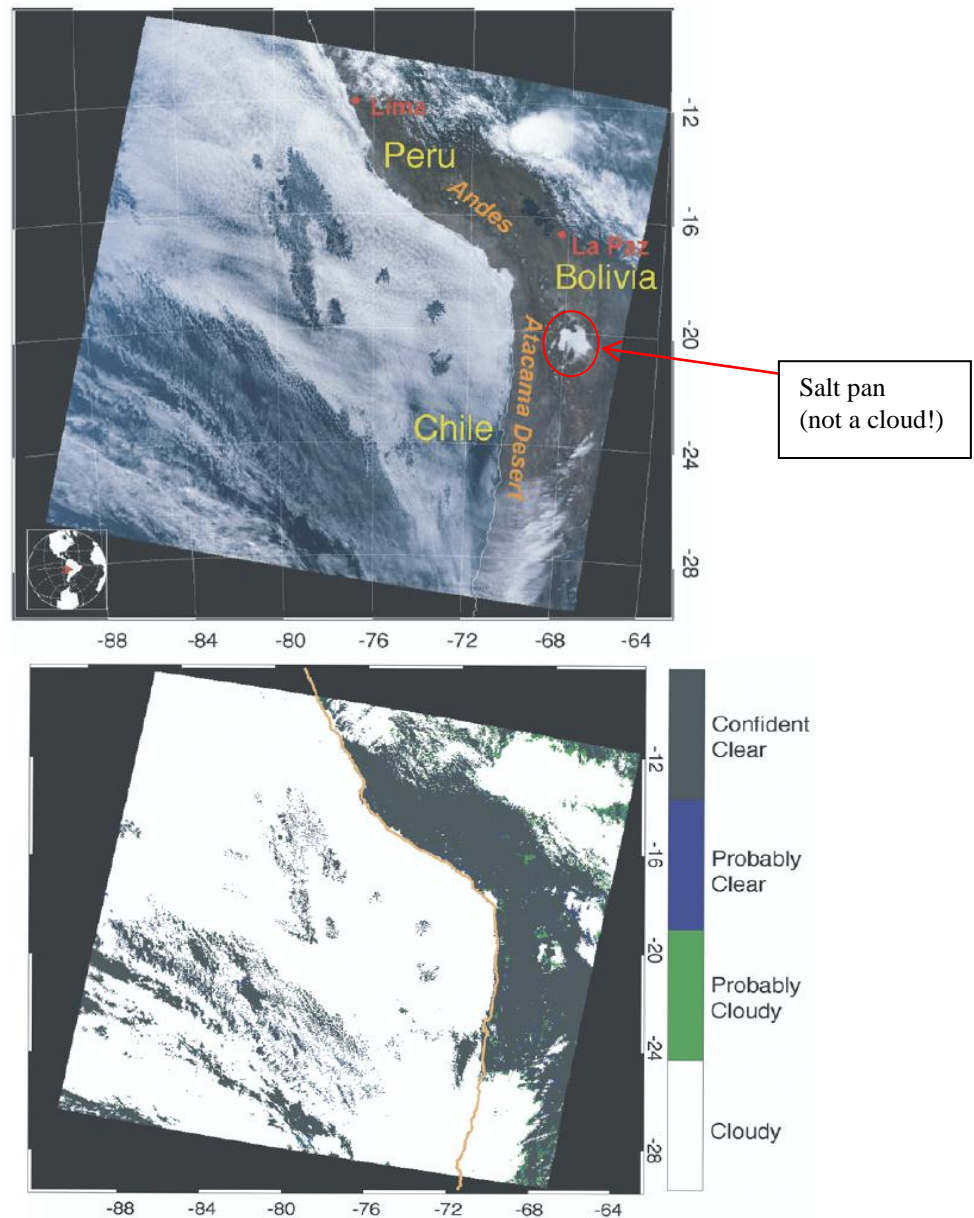 Lima
Peru
Andes
La Paz
Bolivia
Atacama Desert
Chile
-12
-16
-20
-24
-28
-88
-84
-80
-76
-72
-68
-64
Salt pan
(not a cloud!)
-12
-16
-20
-24
-28
-88
-84
-80
-76
-72
-68
-64
Confident
Clear
Probably
Clear
Probably
Cloudy
Cloudy